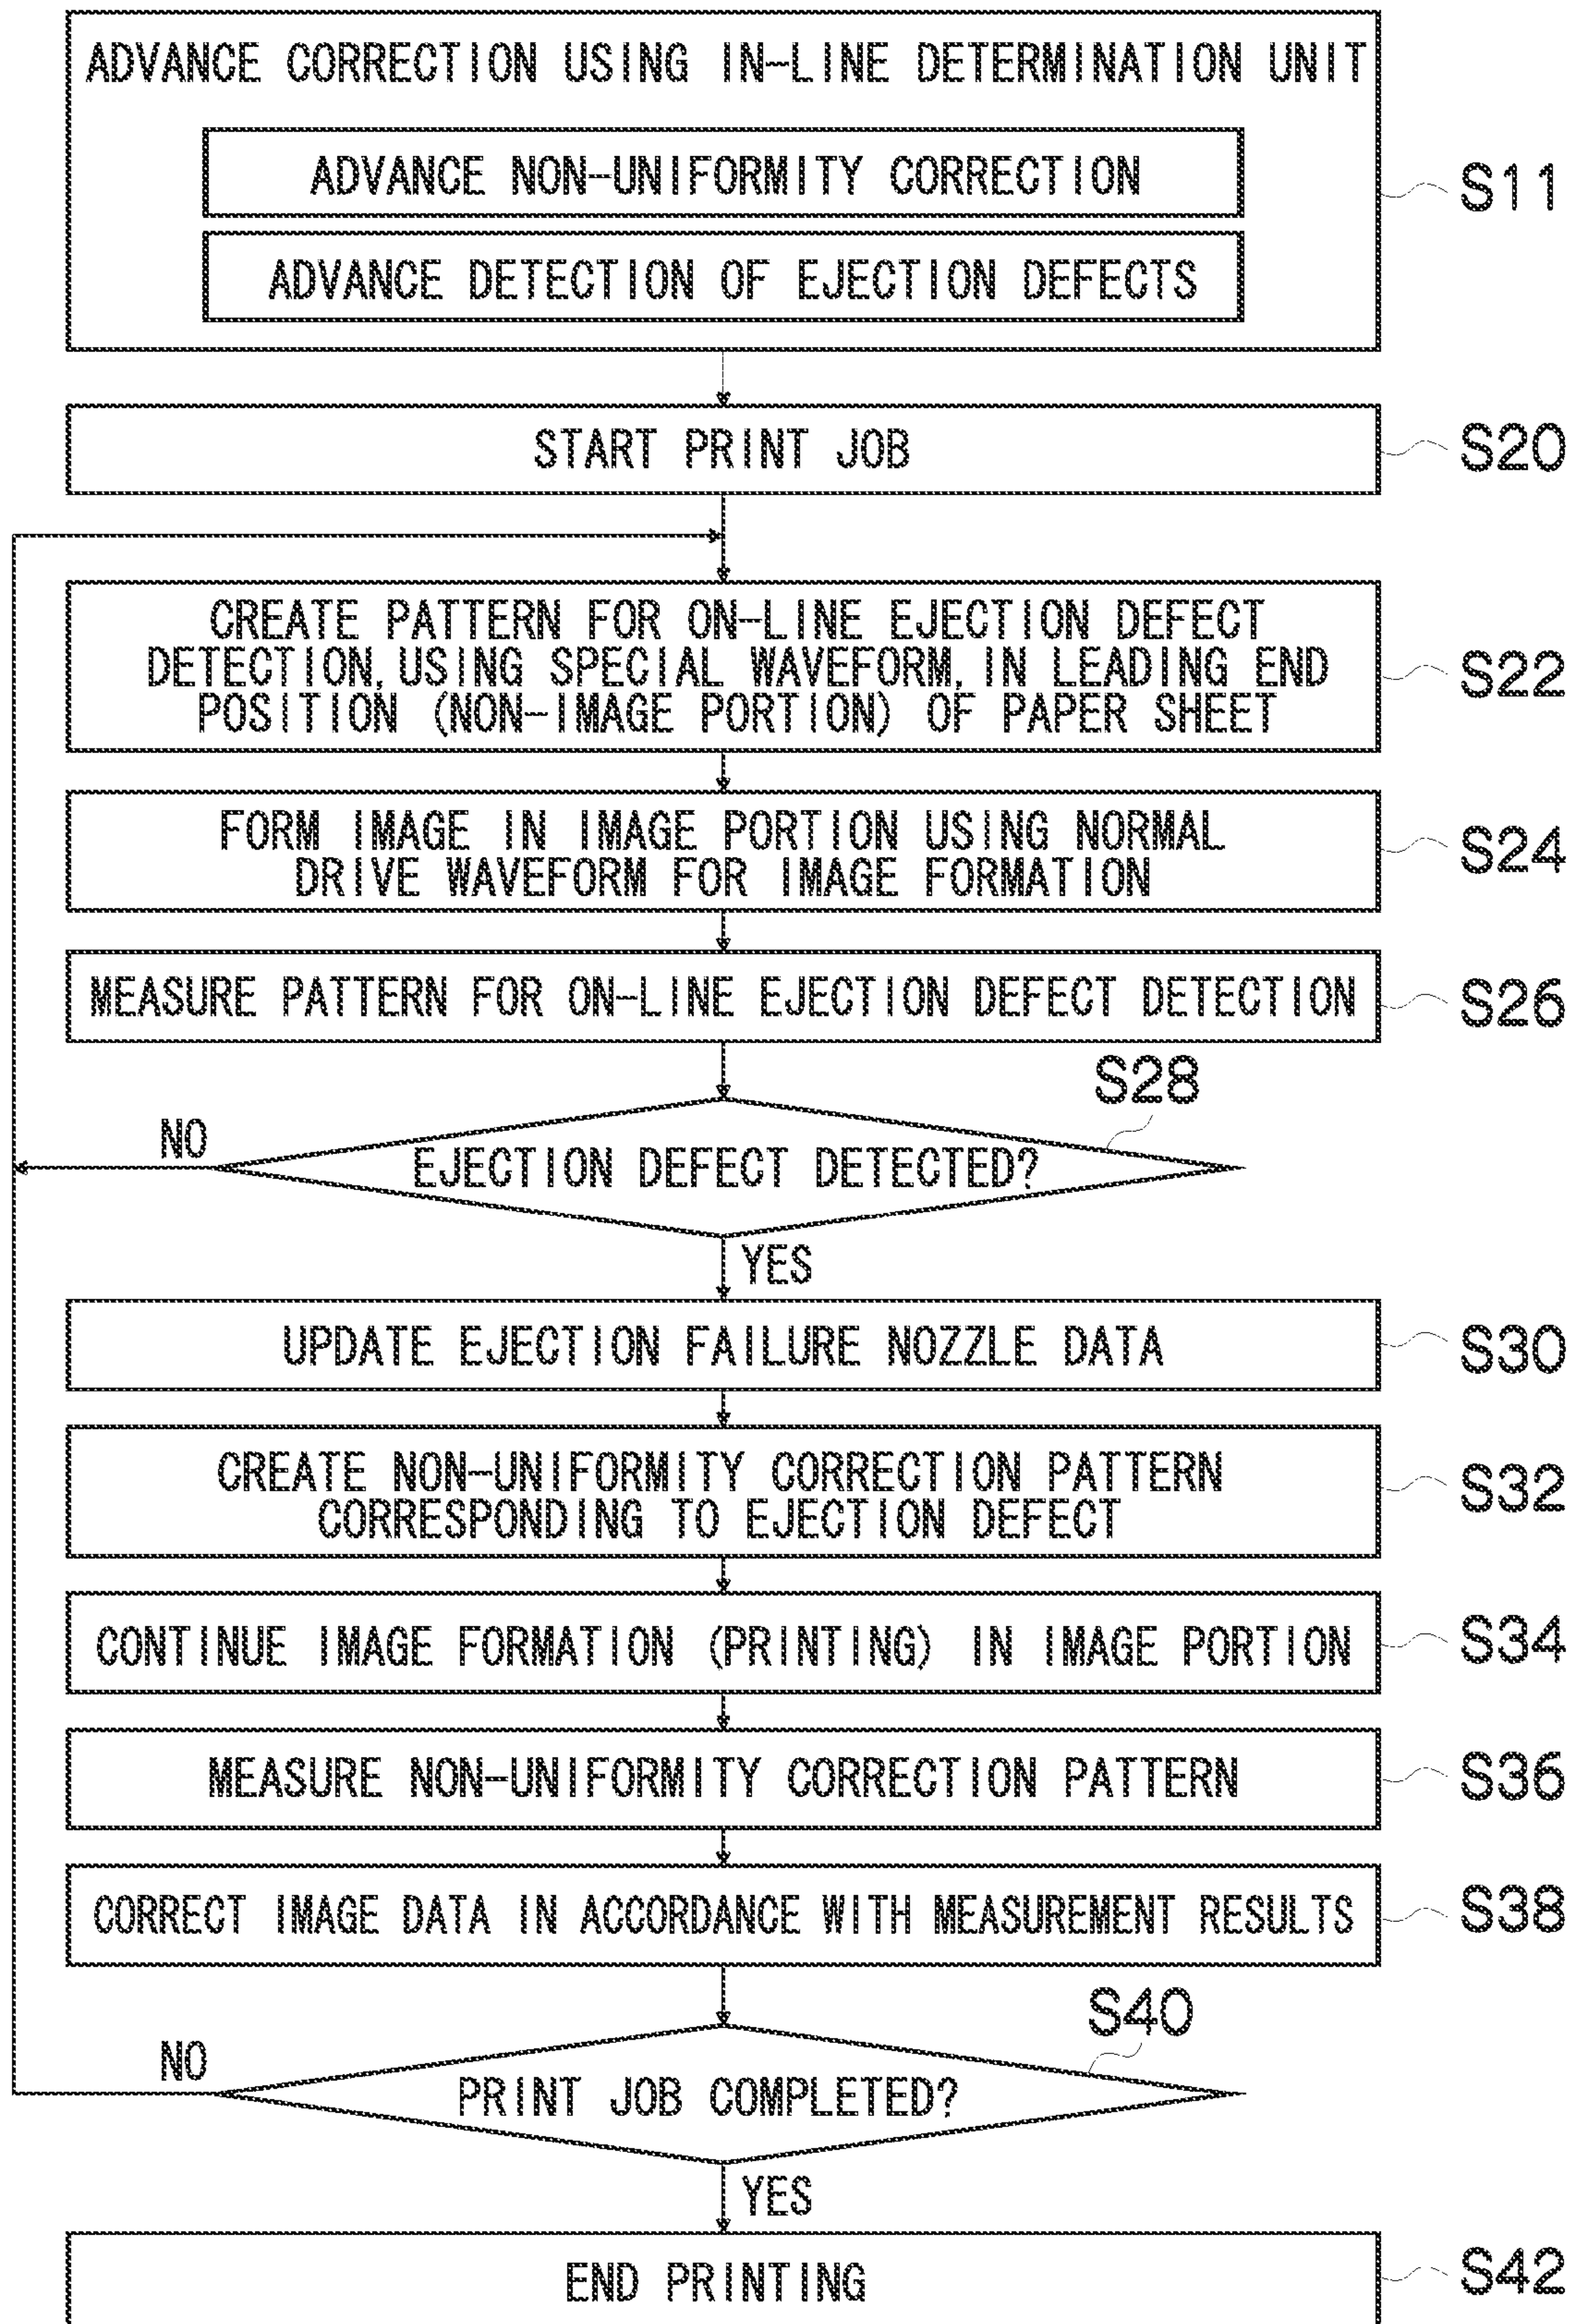 ADVANCE CORRECTION USING IN-LINE DETERMINATION UNIT
ADVANCE NON-UNIFORMITY CORRECTION
S11
ADVANCE DETECTION OF EJECTION DEFECTS
START PRINT JOB
S20
CREATE PATTERN FOR ON-LINE EJECTION DEFECT
DETECTION, USING SPECIAL WAVEFORM, IN LEADING END
POSITION (NON-IMAGE PORTION) OF PAPER SHEET
S22
FORM IMAGE IN IMAGE PORTION USING NORMAL
DRIVE WAVEFORM FOR IMAGE FORMATION
S24
MEASURE PATTERN FOR ON-LINE EJECTION DEFECT DETECTION
S26
S28
NO
EJECTION DEFECT DETECTED?
YES
UPDATE EJECTION FAILURE NOZZLE DATA
S30
CREATE NON-UNIFORMITY CORRECTION PATTERN
CORRESPONDING TO EJECTION DEFECT
S32
CONTINUE IMAGE FORMATION (PRINTING) IN IMAGE PORTION
S34
MEASURE NON-UNIFORMITY CORRECTION PATTERN
S36
CORRECT IMAGE DATA IN ACCORDANCE WITH MEASUREMENT RESULTS
S38
S40
NO
PRINT JOB COMPLETED?
YES
END PRINTING
S42